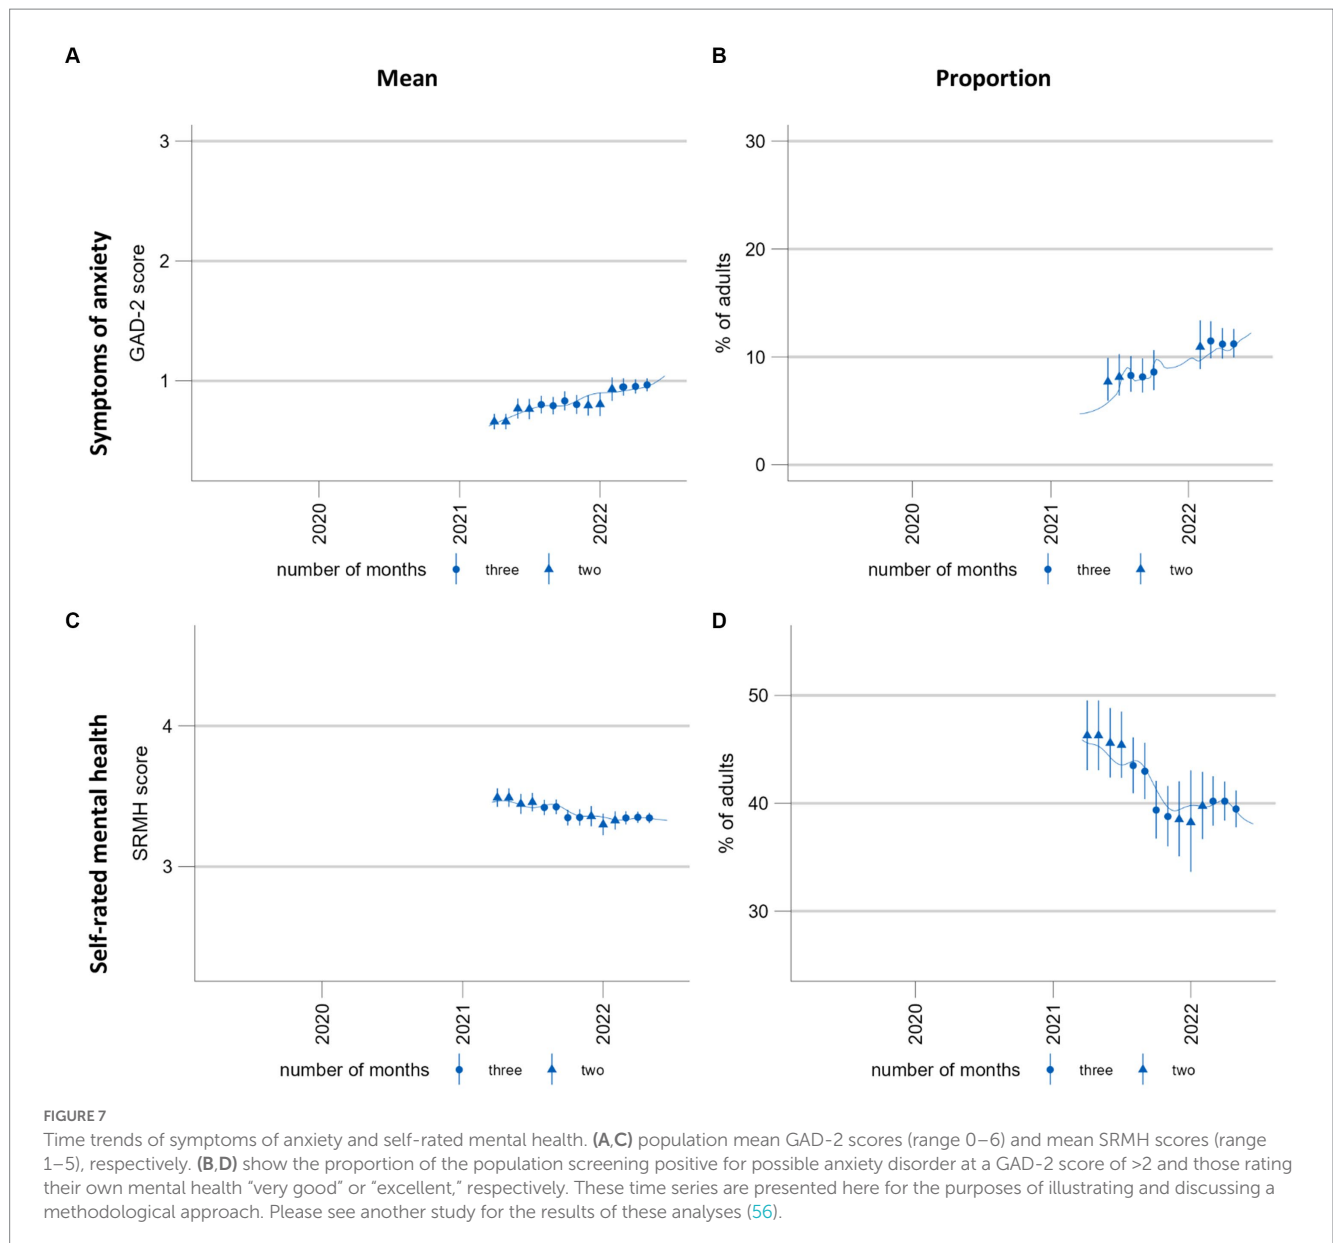 A
B
Mean
Proportion
Symptoms of anxiety
GAD-2 score
3
2
1
2020
2021
2022
number of months three two
% of adults
30
20
10
0
2020
2021
2022
number of months three two
C
D
Self-rated mental health
SRMH score
4
3
2020
2021
2022
number of months three two
% of adults
50
40
30
2020
2021
2022
number of months three two
FIGURE 7
Time trends of symptoms of anxiety and self-rated mental health. (A,C) population mean GAD-2 scores (range 0–6) and mean SRMH scores (range
1–5), respectively. (B,D) show the proportion of the population screening positive for possible anxiety disorder at a GAD-2 score of >2 and those rating
their own mental health “very good” or “excellent,” respectively. These time series are presented here for the purposes of illustrating and discussing a
methodological approach. Please see another study for the results of these analyses (56).